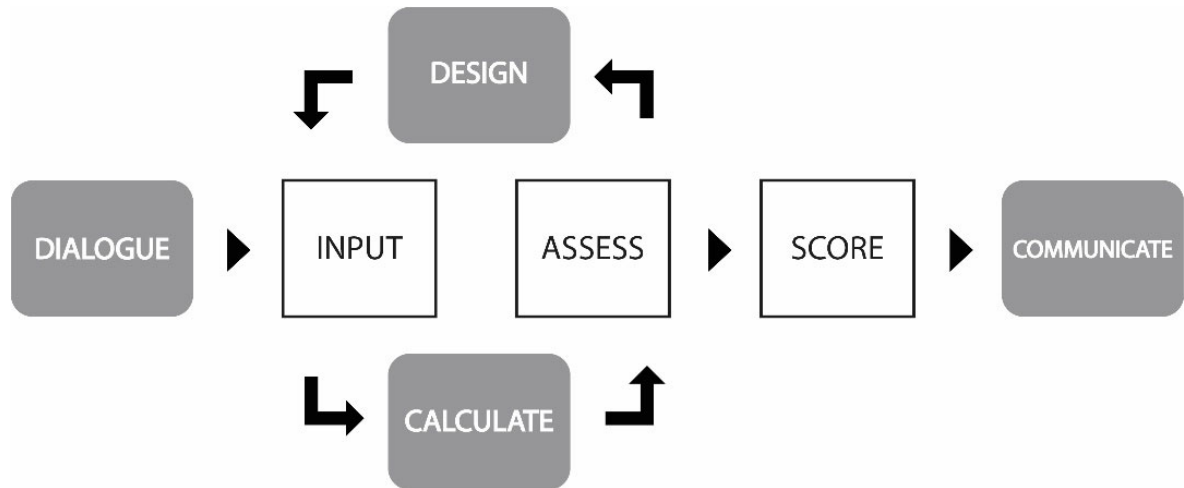 DESIGN
DIALOGUE
INPUT
ASSESS
SCORE
COMMUNICATE
CALCULATE